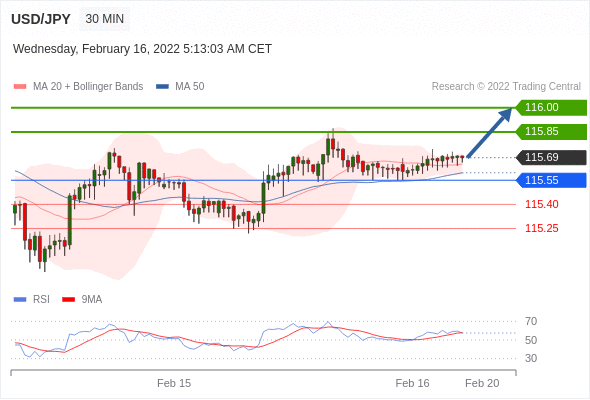 USD/JPY 30 MIN
Wednesday, February 16, 2022 5:13:03 AM CET
MA 20 + Bollinger Bands MA 50 Research © 2022 Trading Central
116.00
115.85
115.69
115.55
115.40
115.25
RSI 9MA
70
50
30
Feb 15 Feb 16 Feb 20